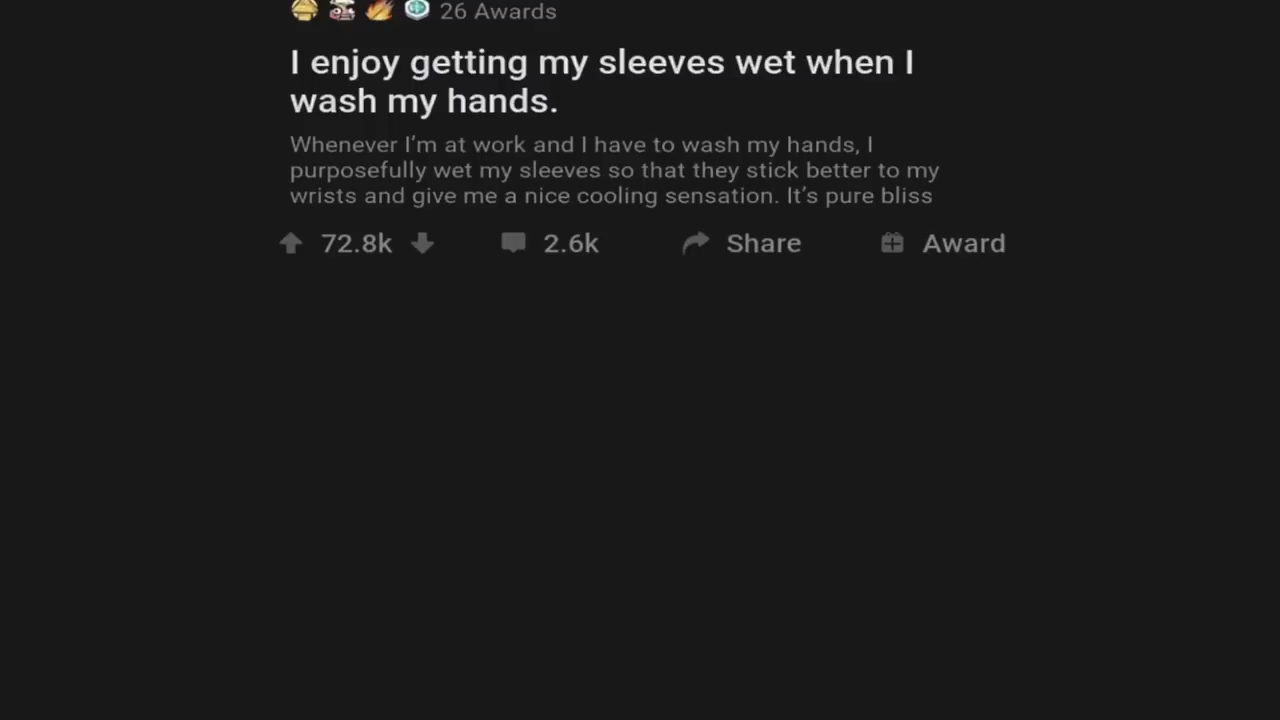 26 Awards
I enjoy getting my sleeves wet when I
wash my hands.
Whenever I’m at work and I have to wash my hands, I
purposefully wet my sleeves so that they stick better to my
wrists and give me a nice cooling sensation. It’s pure bliss
72.8k 2.6k Share Award